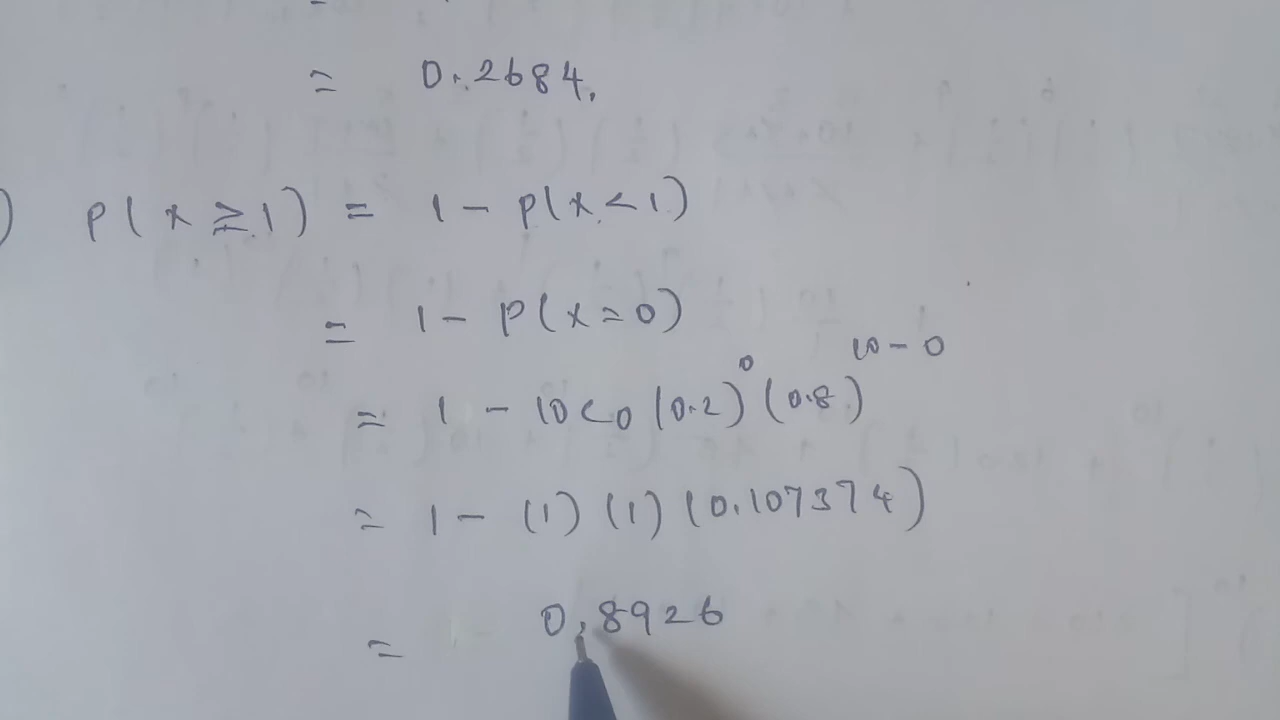 = 0.2684.
) P(x ≥ 1) = 1 - P(x < 1)
= 1 - P(x = 0)
= 1 - 10C0 (0.2)^0 (0.8)^10-0
= 1 - (1) (1) (0.107374)
= 0.8926